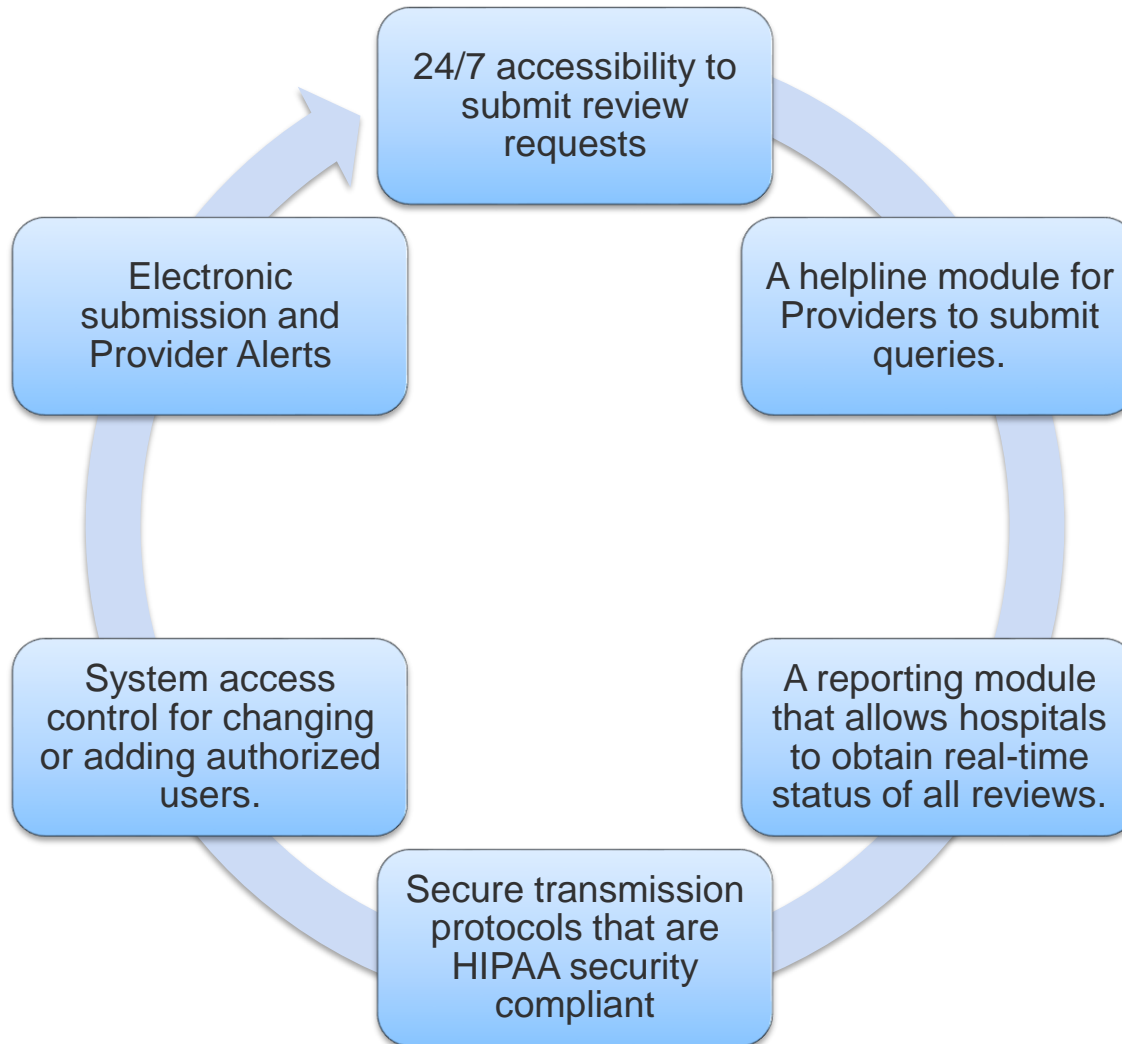 24/7 accessibility to
submit review
requests
A helpline module for
Providers to submit
queries.
A reporting module
that allows hospitals
to obtain real-time
status of all reviews.
Secure transmission
protocols that are
HIPAA security
compliant
System access
control for changing
or adding authorized
users.
Electronic
submission and
Provider Alerts